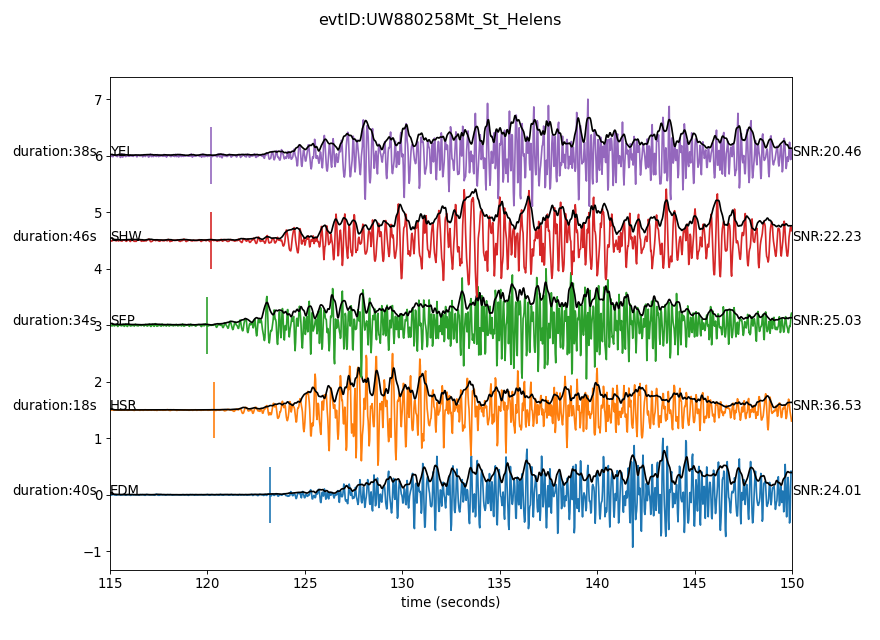 evtID:UW880258Mt_St_Helens
7
duration:38s YEL SNR:20.46
6
5
duration:46s SHW SNR:22.23
4
duration:34s SEP SNR:25.03
3
2
duration:18s HSR SNR:36.53
1
duration:40s EDM SNR:24.01
0
−1
115 120 125 130 135 140 145 150
time (seconds)